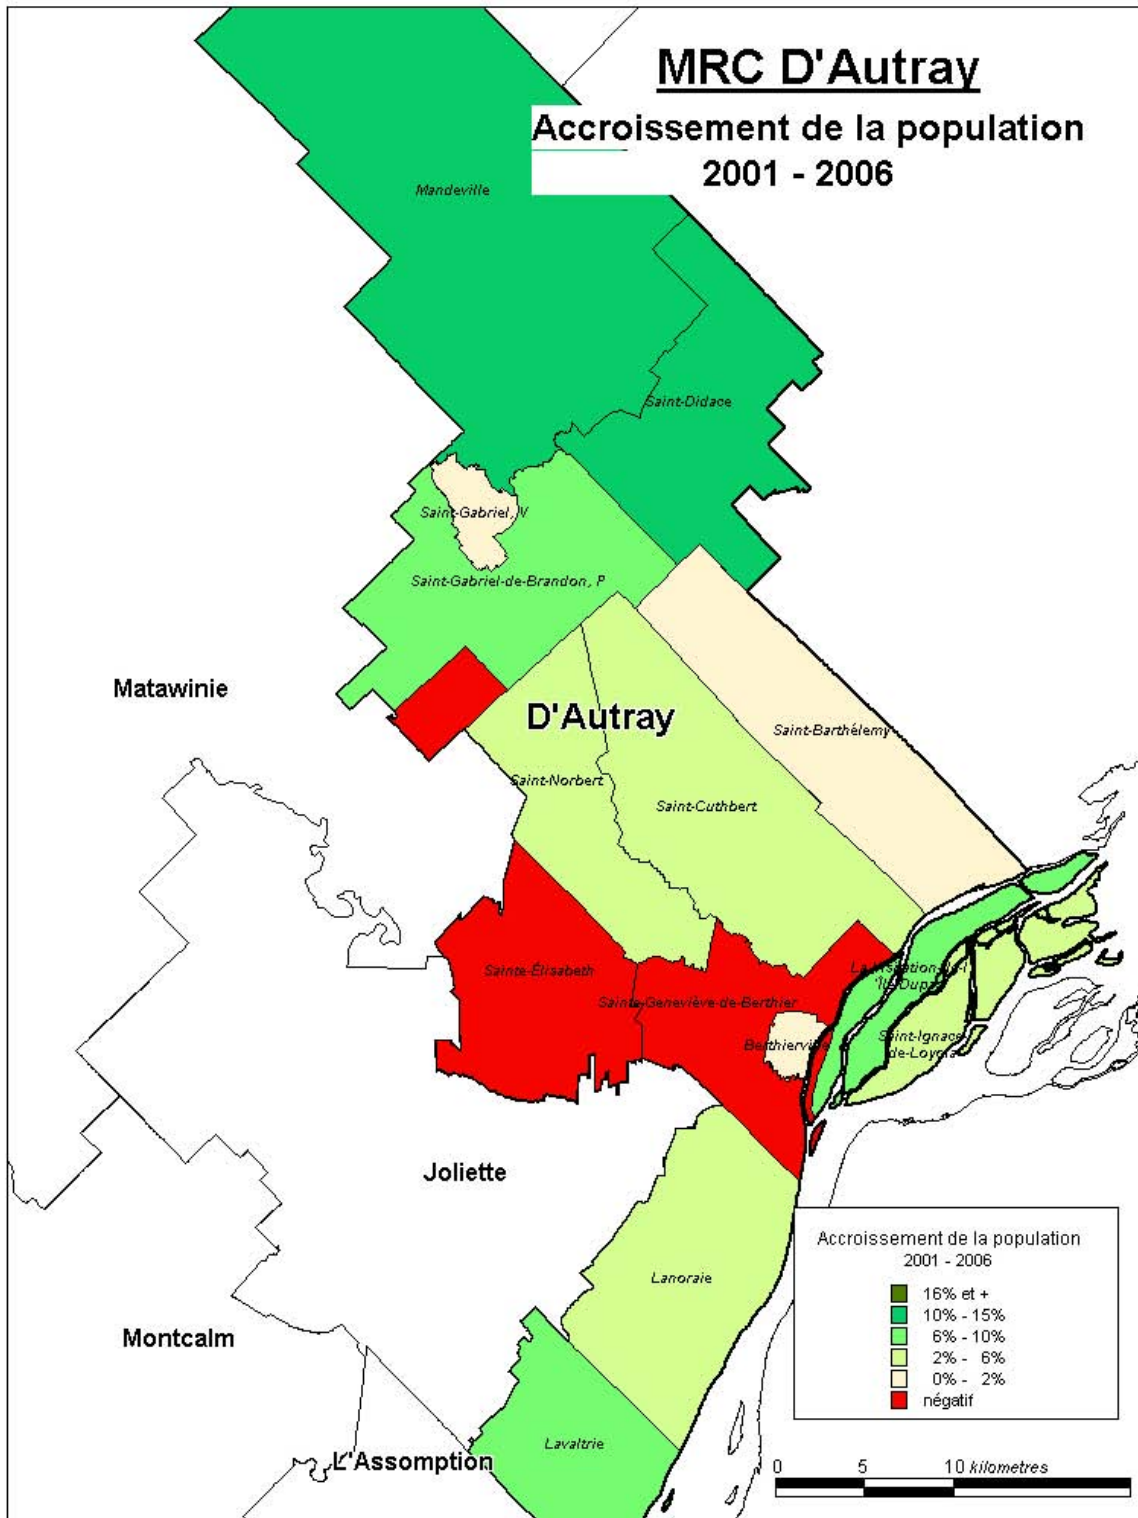 MRC D'Autray
Accroissement de la population
2001 - 2006
Mandeville
Saint-Didace
Saint-Gabriel, V
Saint-Gabriel-de-Brandon, P
Matawinie
D'Autray
Saint-Barthélemy
Saint-Norbert
Saint-Cuthbert
Sainte-Élisabeth
Sainte-Geneviève-de-Berthier
Berthierville
Saint-Ignace
de-Loyola
Joliette
Lanoraie
Montcalm
L'Assomption
Lavaltrie
Accroissement de la population
2001 - 2006
16% et +
10% - 15%
6% - 10%
2% - 6%
0% - 2%
négatif
0 5 10 kilometres